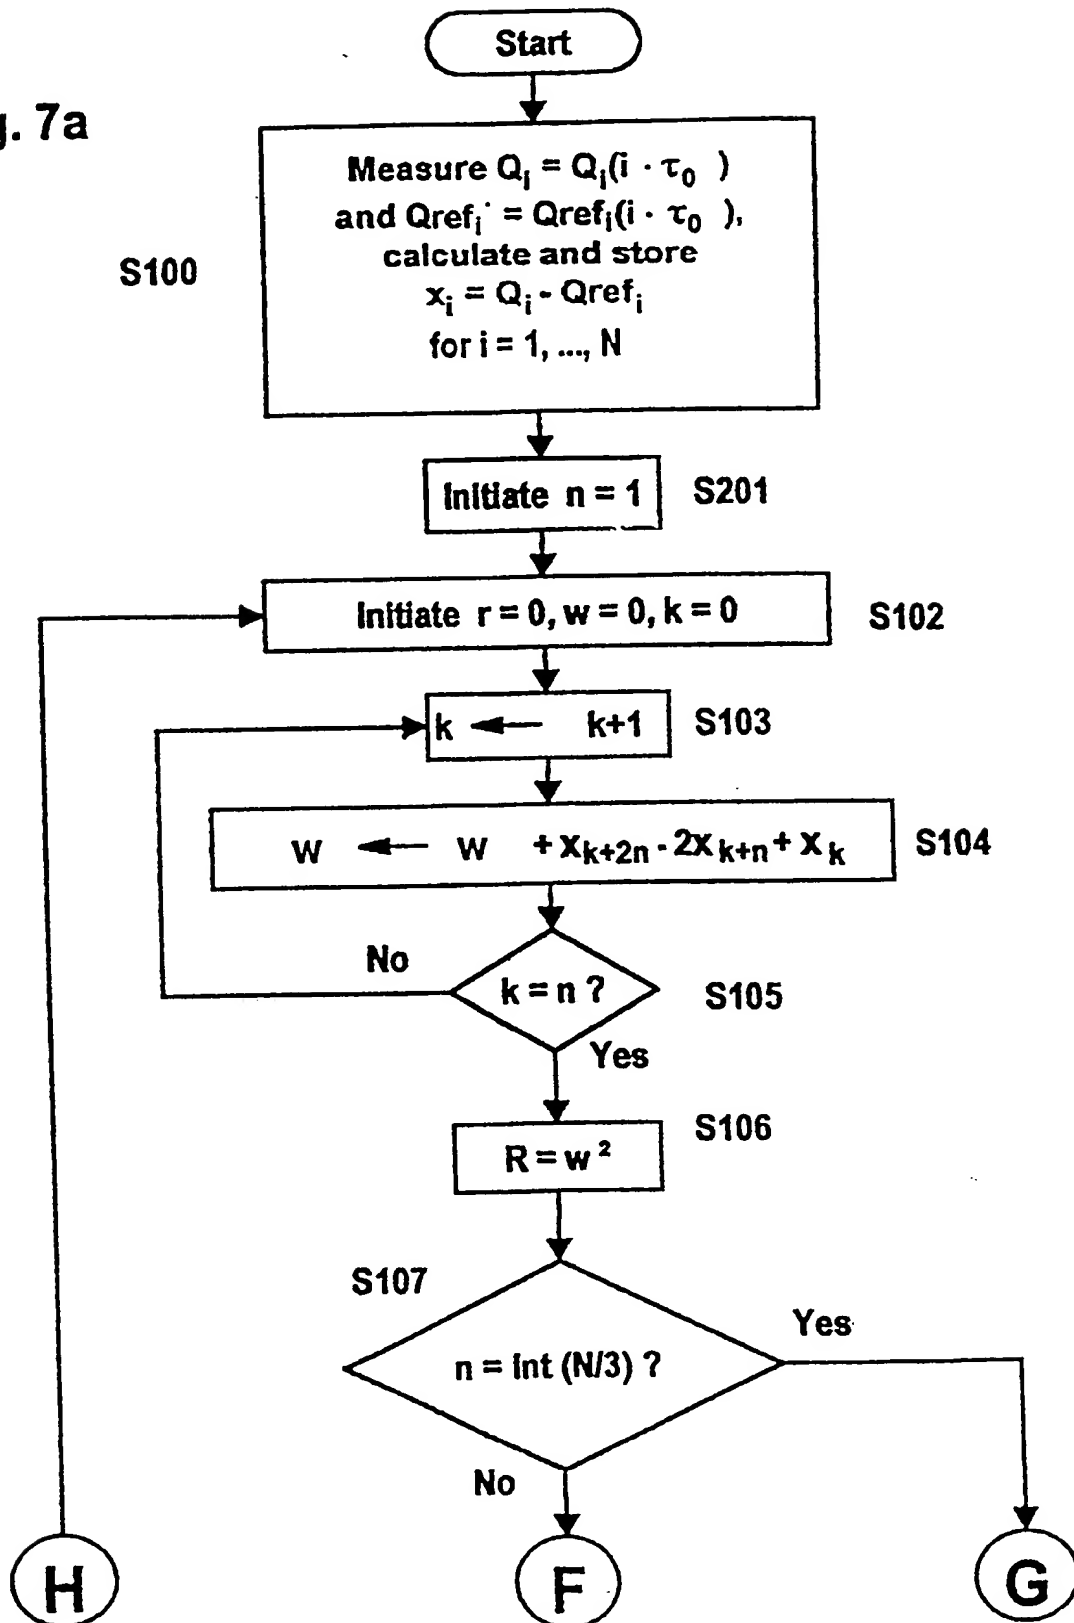 Start
g. 7a
Measure Qi = Qi(i · τ0 )
and Qrefi = Qrefi(i · τ0 ),
calculate and store
xi = Qi - Qrefi
for i = 1, ..., N
S100
Initiate n = 1
S201
Initiate r = 0, w = 0, k = 0
S102
k ← k+1
S103
w ← w + xk+2n - 2xk+n + xk
S104
No
k = n ?
S105
Yes
S106
R = w²
S107
Yes
n = int (N/3) ?
No
H
F
G